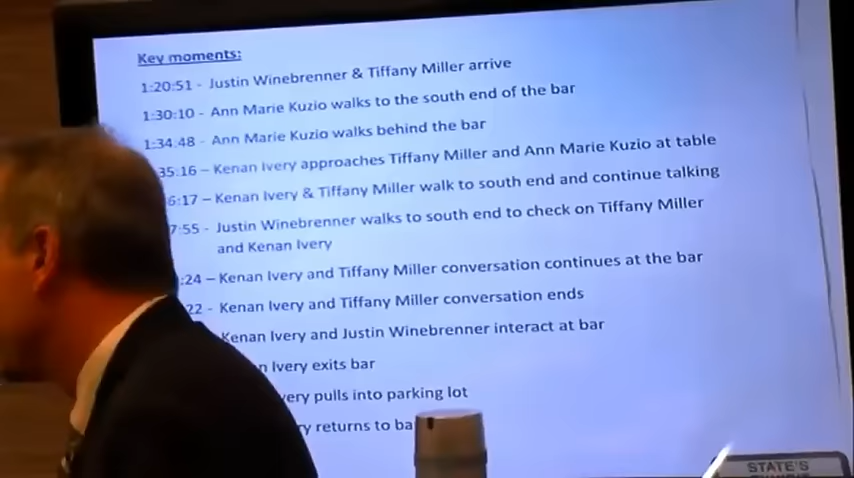 Key moments:
1:20:51 - Justin Winebrenner & Tiffany Miller arrive
1:30:10 - Ann Marie Kuzio walks to the south end of the bar
1:34:48 - Ann Marie Kuzio walks behind the bar
35:16 – Kenan Ivery approaches Tiffany Miller and Ann Marie Kuzio at table
6:17 – Kenan Ivery & Tiffany Miller walk to south end and continue talking
7:55 - Justin Winebrenner walks to south end to check on Tiffany Miller
and Kenan Ivery
:24 – Kenan Ivery and Tiffany Miller conversation continues at the bar
22 - Kenan Ivery and Tiffany Miller conversation ends
Kenan Ivery and Justin Winebrenner interact at bar
n Ivery exits bar
very pulls into parking lot
ry returns to ba
STATE'S